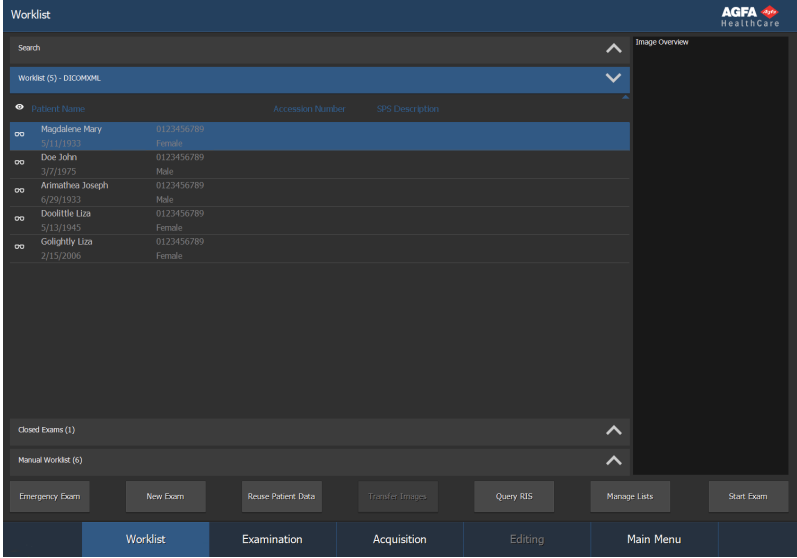 Worklist
AGFA
HealthCare
Search
Image Overview
Worklist (5) - DICOMXML
Patient Name Accession Number SPS Description
Magdalene Mary 0123456789
5/11/1933 Female
Doe John 0123456789
3/7/1975 Male
Arimathea Joseph 0123456789
6/29/1933 Male
Doolittle Liza 0123456789
5/13/1945 Female
Golightly Liza 0123456789
2/15/2006 Female
Closed Exams (1)
Manual Worklist (6)
Emergency Exam New Exam Reuse Patient Data Transfer Images Query RIS Manage Lists Start Exam
Worklist Examination Acquisition Editing Main Menu